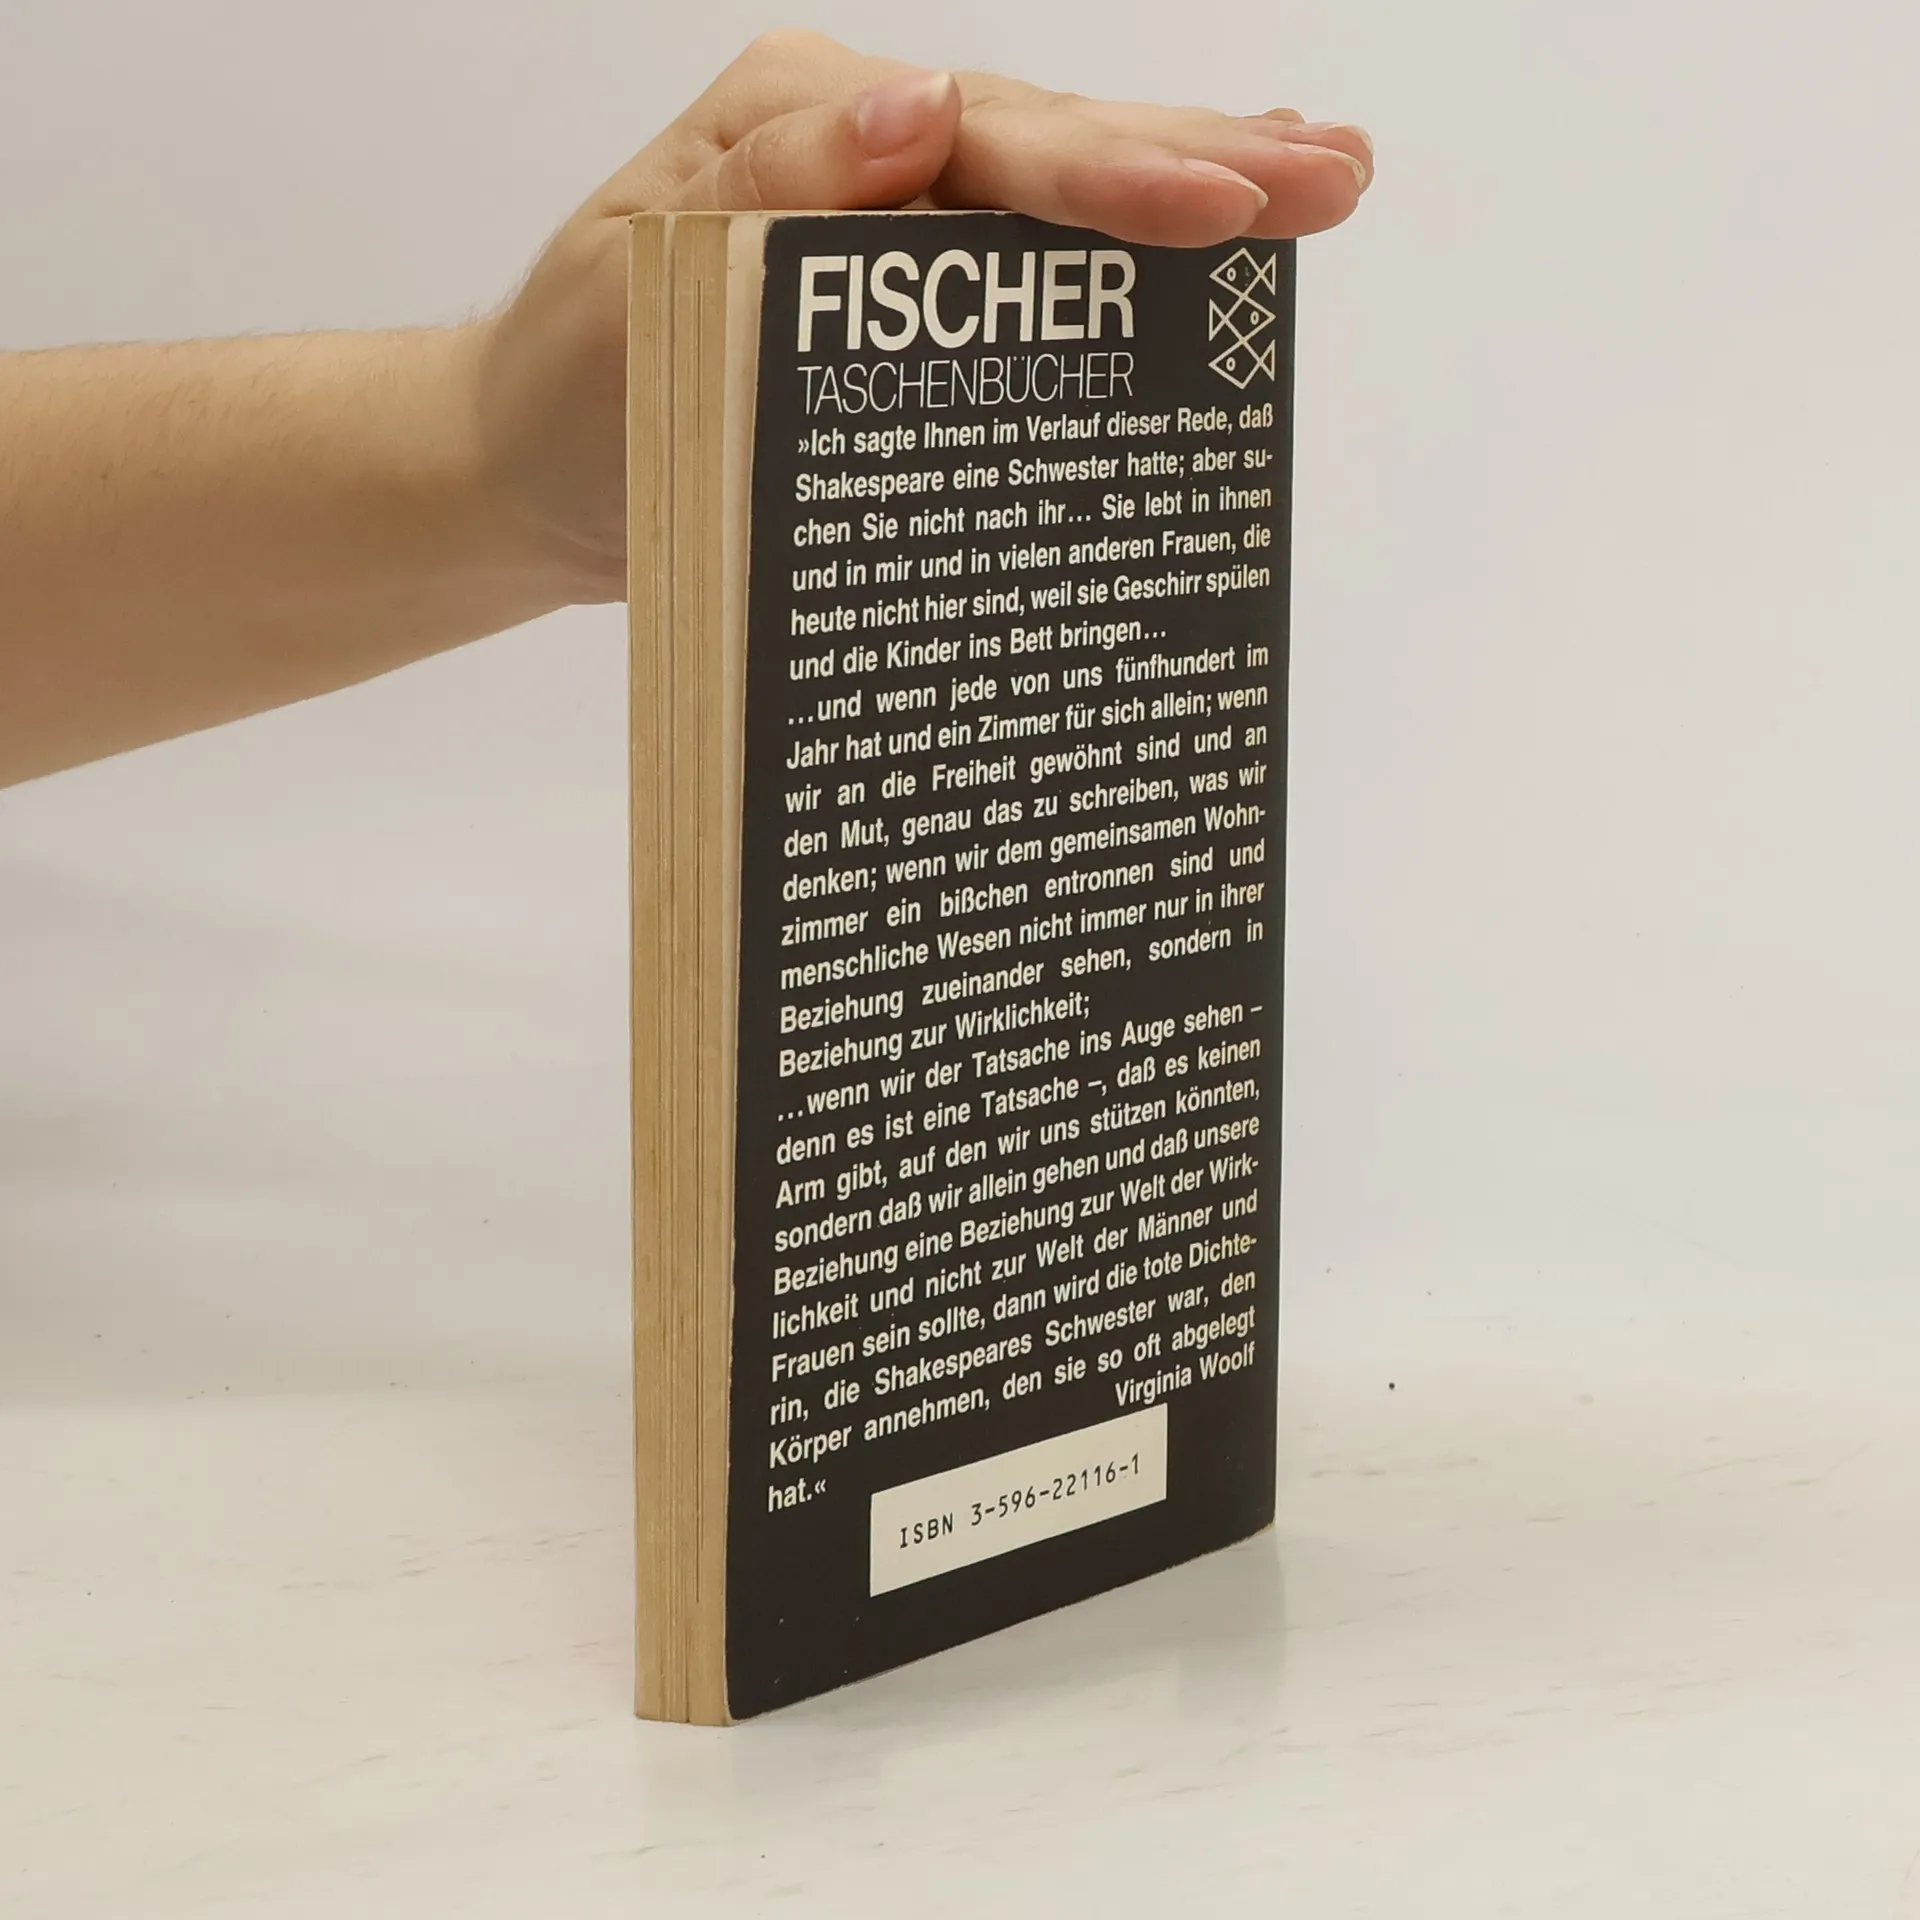 FISCHER
TASCHENBÜCHER
»Ich sagte Ihnen im Verlauf dieser Rede, daß
Shakespeare eine Schwester hatte; aber su-
chen Sie nicht nach ihr... Sie lebt in ihnen
und in mir und in vielen anderen Frauen, die
heute nicht hier sind, weil sie Geschirr spülen
und die Kinder ins Bett bringen...
...und wenn jede von uns fünfhundert im
Jahr hat und ein Zimmer für sich allein; wenn
wir an die Freiheit gewöhnt sind und an
den Mut, genau das zu schreiben, was wir
denken; wenn wir dem gemeinsamen Wohn-
zimmer ein bißchen entronnen sind und
menschliche Wesen nicht immer nur in ihrer
Beziehung zueinander sehen, sondern in
Beziehung zur Wirklichkeit;
...wenn wir der Tatsache ins Auge sehen –
denn es ist eine Tatsache –, daß es keinen
Arm gibt, auf den wir uns stützen könnten,
sondern daß wir allein gehen und daß unsere
Beziehung eine Beziehung zur Welt der Wirk-
lichkeit und nicht zur Welt der Männer und
Frauen sein sollte, dann wird die tote Dichte-
rin, die Shakespeares Schwester war, den
Körper annehmen, den sie so oft abgelegt
hat.«
Virginia Woolf
ISBN 3-596-22116-1